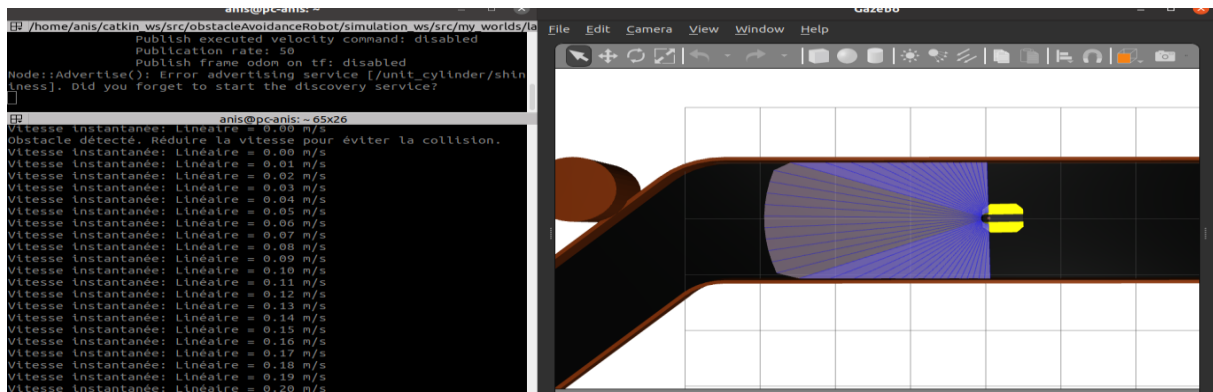 anis@pc-anis: ~
/home/anis/catkin_ws/src/obstacleAvoidanceRobot/simulation_ws/src/my_worlds/la
Publish executed velocity command: disabled
Publication rate: 50
Publish frame odom on tf: disabled
Node::Advertise(): Error advertising service [/unit_cylinder/shin
iness]. Did you forget to start the discovery service?
anis@pc-anis: ~ 65x26
Vitesse instantanée: Linéaire = 0.00 m/s
Obstacle détecté. Réduire la vitesse pour éviter la collision.
Vitesse instantanée: Linéaire = 0.00 m/s
Vitesse instantanée: Linéaire = 0.01 m/s
Vitesse instantanée: Linéaire = 0.02 m/s
Vitesse instantanée: Linéaire = 0.03 m/s
Vitesse instantanée: Linéaire = 0.04 m/s
Vitesse instantanée: Linéaire = 0.05 m/s
Vitesse instantanée: Linéaire = 0.06 m/s
Vitesse instantanée: Linéaire = 0.07 m/s
Vitesse instantanée: Linéaire = 0.08 m/s
Vitesse instantanée: Linéaire = 0.09 m/s
Vitesse instantanée: Linéaire = 0.10 m/s
Vitesse instantanée: Linéaire = 0.11 m/s
Vitesse instantanée: Linéaire = 0.12 m/s
Vitesse instantanée: Linéaire = 0.13 m/s
Vitesse instantanée: Linéaire = 0.14 m/s
Vitesse instantanée: Linéaire = 0.15 m/s
Vitesse instantanée: Linéaire = 0.16 m/s
Vitesse instantanée: Linéaire = 0.17 m/s
Vitesse instantanée: Linéaire = 0.18 m/s
Vitesse instantanée: Linéaire = 0.19 m/s
Vitesse instantanée: Linéaire = 0.20 m/s
Gazebo
File Edit Camera View Window Help